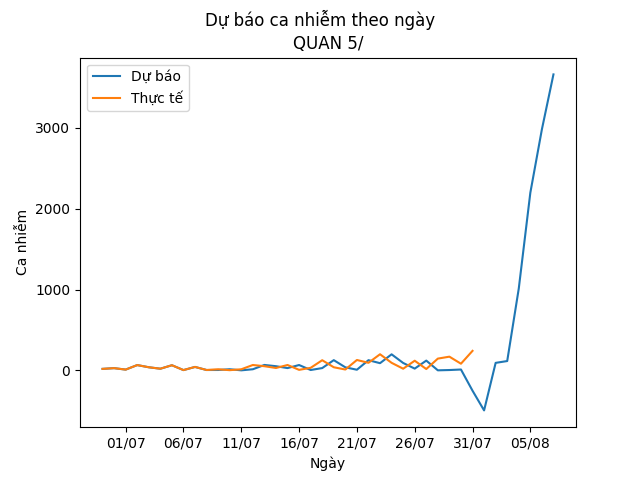 Dự báo ca nhiễm theo ngày
QUAN 5/
Dự báo
Thực tế
Ca nhiễm
3000
2000
1000
0
01/07 06/07 11/07 16/07 21/07 26/07 31/07 05/08
Ngày